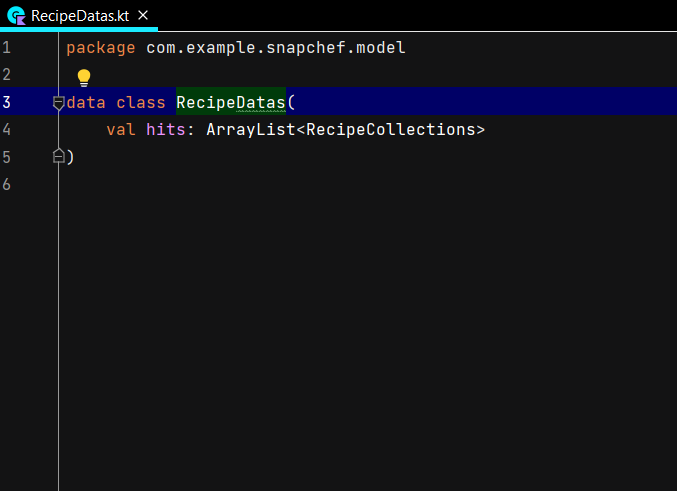 RecipeDatas.kt
1 package com.example.snapchef.model
2
3 data class RecipeDatas(
4 val hits: ArrayList<RecipeCollections>
5 )
6